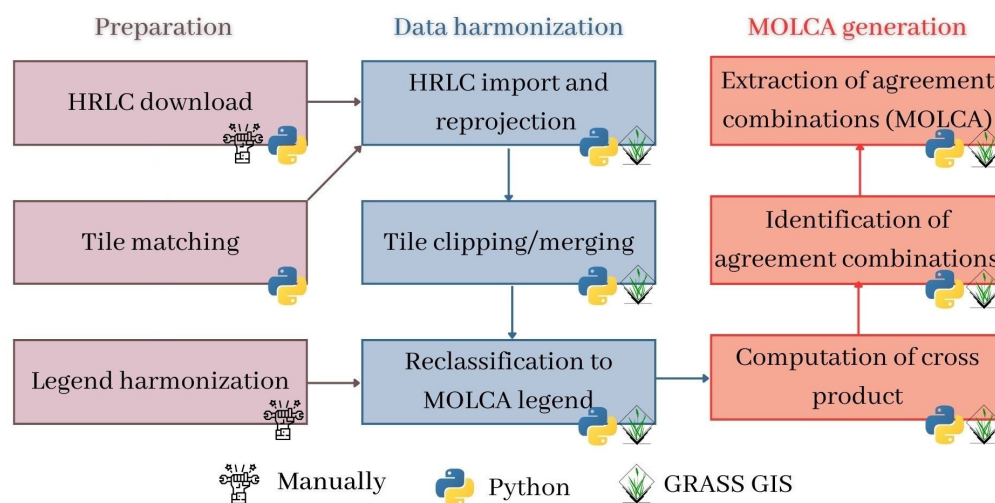 Preparation
HRLC download
Tile matching
Legend harmonization
Data harmonization
HRLC import and
reprojection
Tile clipping/merging
Reclassification to
MOLCA legend
MOLCA generation
Extraction of agreement
combinations (MOLCA)
Identification of
agreement combinations
Computation of cross
product
Manually
Python
GRASS GIS